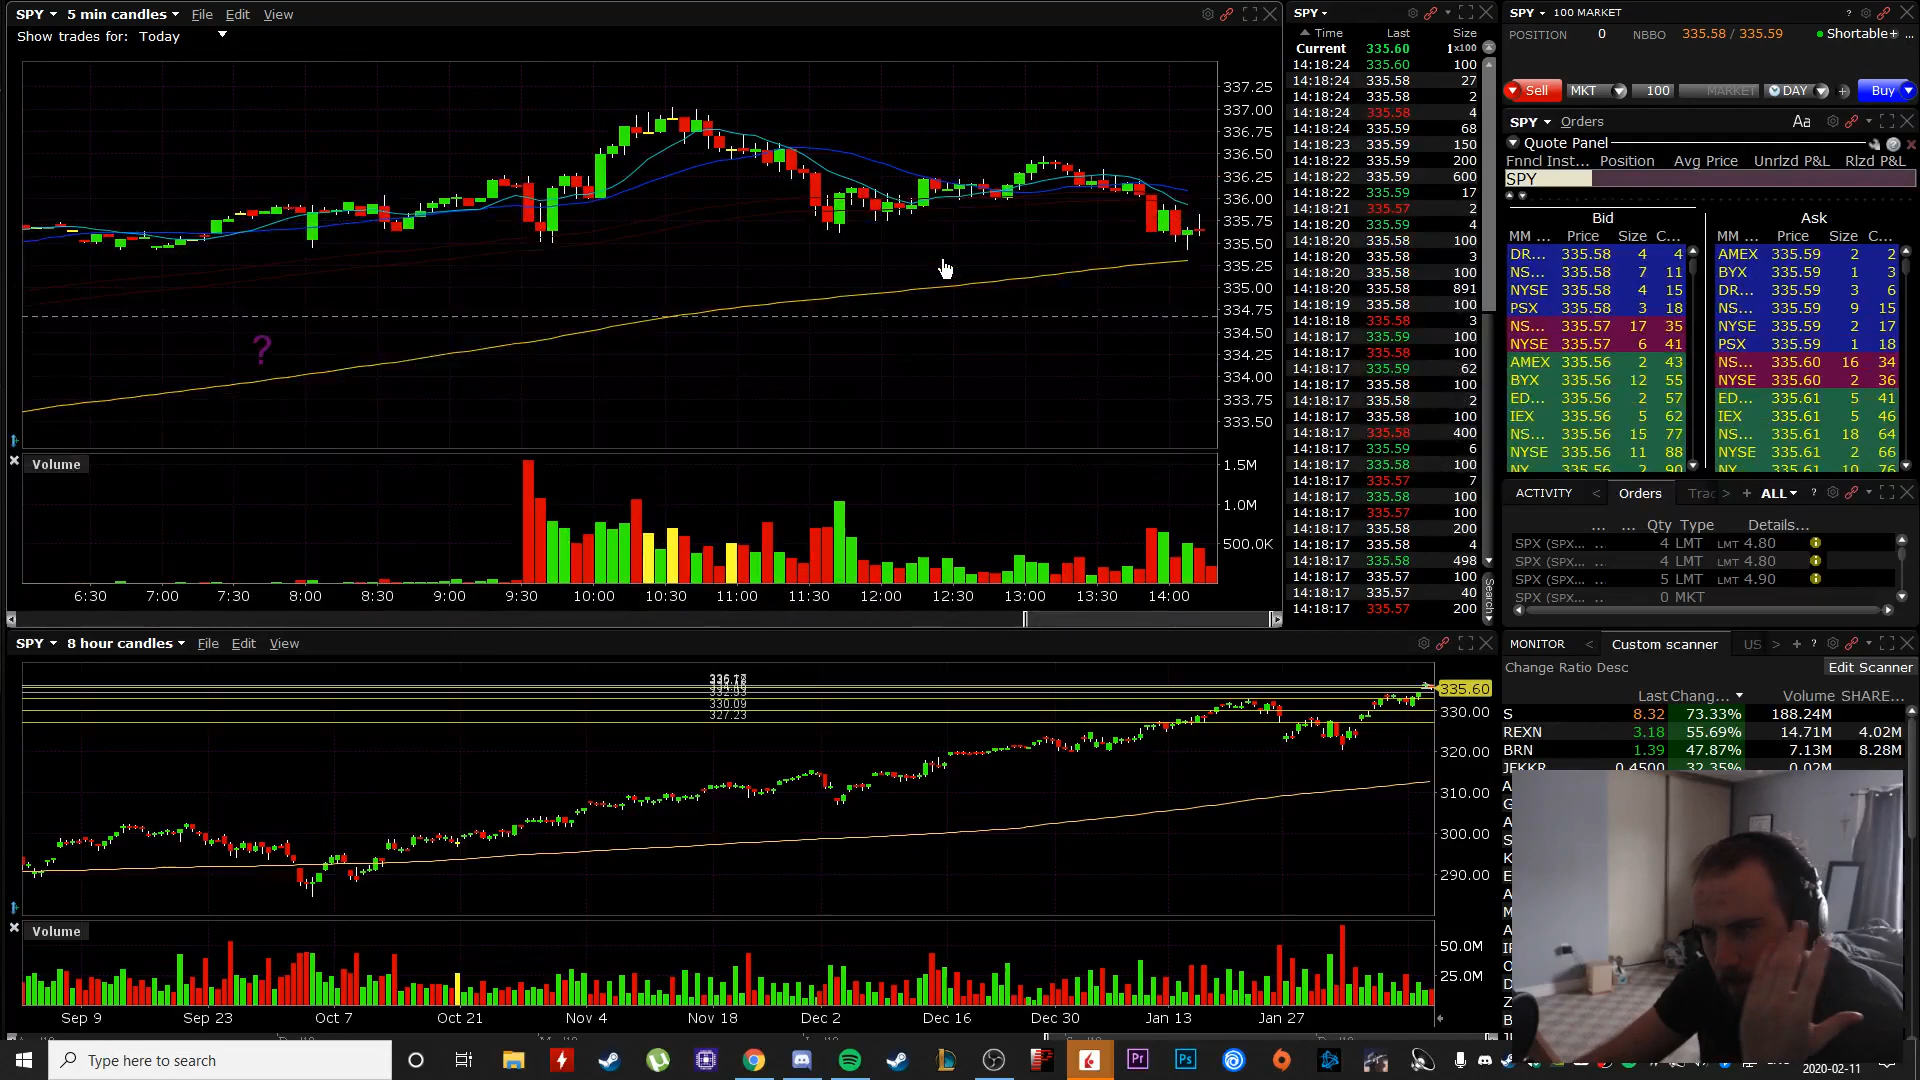 SPY 5 min candles File Edit View
Show trades for: Today
337.25
337.00
336.75
336.50
336.25
336.00
335.75
335.50
335.25
335.00
334.75
334.50
334.25
334.00
333.75
333.50
?
Volume
1.5M
1.0M
500.0K
6:30 7:00 7:30 8:00 8:30 9:00 9:30 10:00 10:30 11:00 11:30 12:00 12:30 13:00 13:30 14:00
SPY
Time Last Size
Current 335.60 1x100
14:18:24 335.60 100
14:18:24 335.58 27
14:18:24 335.58 2
14:18:24 335.58 4
14:18:24 335.59 68
14:18:23 335.59 150
14:18:22 335.59 200
14:18:22 335.59 600
14:18:22 335.59 17
14:18:21 335.57 2
14:18:20 335.59 4
14:18:20 335.58 100
14:18:20 335.58 3
14:18:20 335.58 100
14:18:20 335.58 891
14:18:19 335.58 100
14:18:18 335.58 3
14:18:17 335.59 100
14:18:17 335.58 100
14:18:17 335.59 62
14:18:17 335.58 100
14:18:17 335.58 2
14:18:17 335.58 100
14:18:17 335.58 400
14:18:17 335.59 6
14:18:17 335.58 100
14:18:17 335.57 7
14:18:17 335.58 100
14:18:17 335.57 100
14:18:17 335.58 200
14:18:17 335.58 4
14:18:17 335.58 498
14:18:17 335.57 100
14:18:17 335.57 40
14:18:17 335.57 200
Search
SPY 100 MARKET
POSITION 0 NBBO 335.58 / 335.59 Shortable
Sell MKT 100 MARKET DAY + Buy
SPY Orders Aa
Quote Panel
Fnncl Inst... Position Avg Price Unrlzd P&L Rlzd P&L
SPY
Bid Ask
MM ... Price Size C... MM ... Price Size C...
DR... 335.58 4 4 AMEX 335.59 2 2
NS... 335.58 7 11 BYX 335.59 1 3
NYSE 335.58 4 15 DR... 335.59 3 6
PSX 335.58 3 18 NS... 335.59 9 15
NS... 335.57 17 35 NYSE 335.59 2 17
NYSE 335.57 6 41 PSX 335.59 1 18
AMEX 335.56 2 43 NS... 335.60 16 34
BYX 335.56 12 55 NYSE 335.60 2 36
ED... 335.56 2 57 ED... 335.61 5 41
IEX 335.56 5 62 IEX 335.61 5 46
NS... 335.56 15 77 NS... 335.61 18 64
NYSE 335.56 11 88 NYSE 335.61 2 66
NY 335.56 2 90 NY 335.61 10 76
ACTIVITY < Orders Trac > + ALL ?
... ... Qty Type Details...
SPX (SPX... ... 4 LMT LMT 4.80
SPX (SPX... ... 4 LMT LMT 4.80
SPX (SPX... ... 5 LMT LMT 4.90
SPX (SPX... ... 0 MKT
SPY 8 hour candles File Edit View
336.17
332.33
330.09
327.23
335.60
330.00
320.00
310.00
300.00
290.00
Volume
50.0M
25.0M
Sep 9 Sep 23 Oct 7 Oct 21 Nov 4 Nov 18 Dec 2 Dec 16 Dec 30 Jan 13 Jan 27
MONITOR < Custom scanner US > + ?
Change Ratio Desc Edit Scanner
Last Chang... Volume SHARE...
S 8.32 73.33% 188.24M
REXN 3.18 55.69% 14.71M 4.02M
BRN 1.39 47.87% 7.13M 8.28M
JFKKR 0.4500 32.35% 0.02M
Type here to search
Pr
Ps
2020-02-11